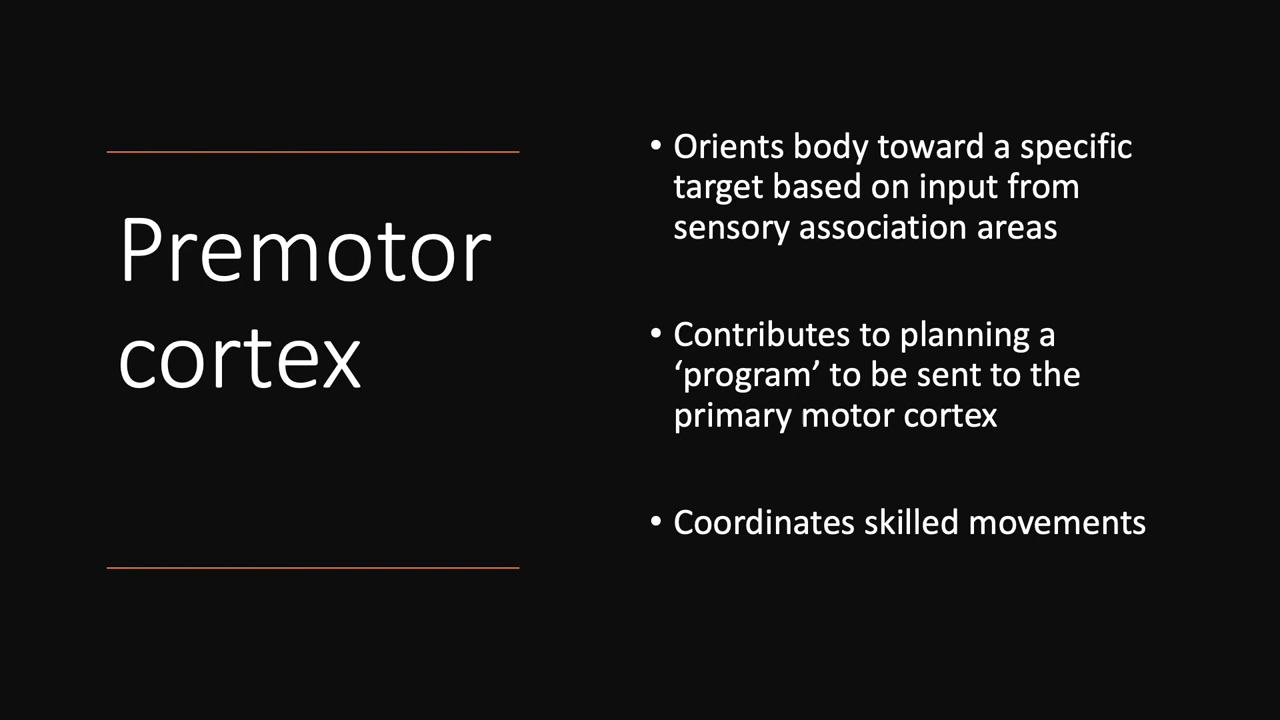 Premotor
cortex
• Orients body toward a specific
target based on input from
sensory association areas
• Contributes to planning a
‘program’ to be sent to the
primary motor cortex
• Coordinates skilled movements